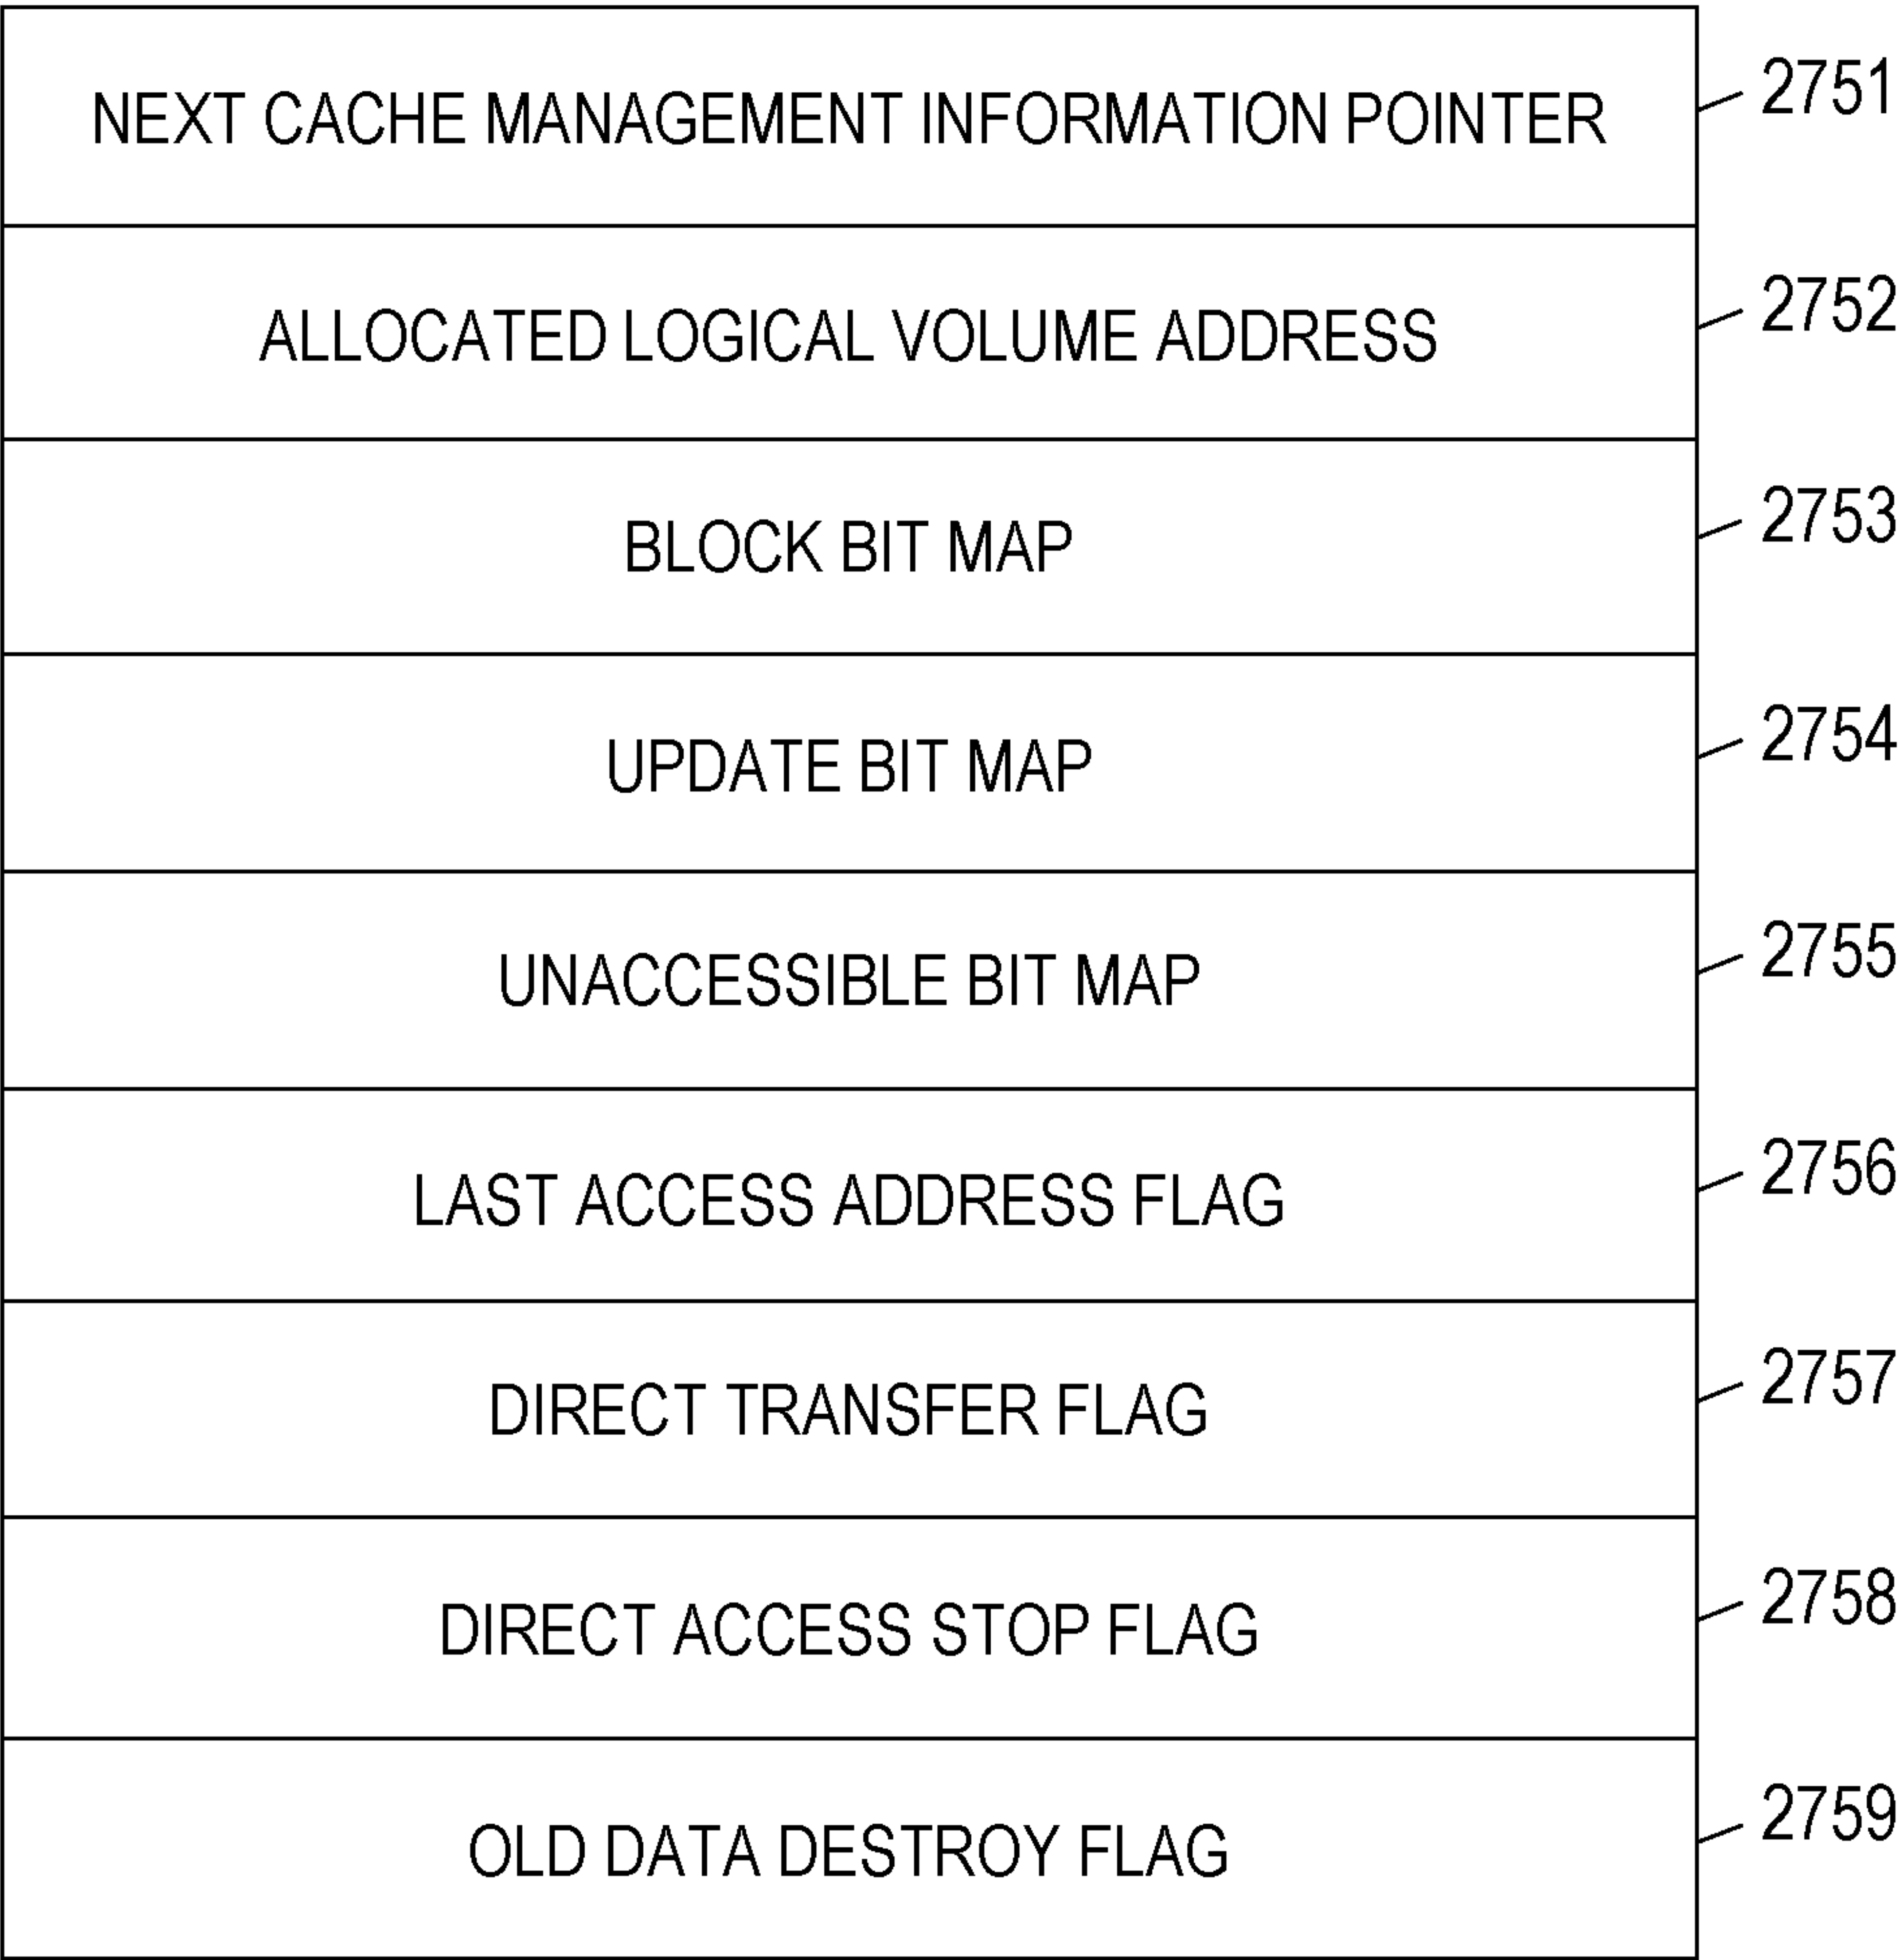 NEXT CACHE MANAGEMENT INFORMATION POINTER 2751
ALLOCATED LOGICAL VOLUME ADDRESS 2752
BLOCK BIT MAP 2753
UPDATE BIT MAP 2754
UNACCESSIBLE BIT MAP 2755
LAST ACCESS ADDRESS FLAG 2756
DIRECT TRANSFER FLAG 2757
DIRECT ACCESS STOP FLAG 2758
OLD DATA DESTROY FLAG 2759